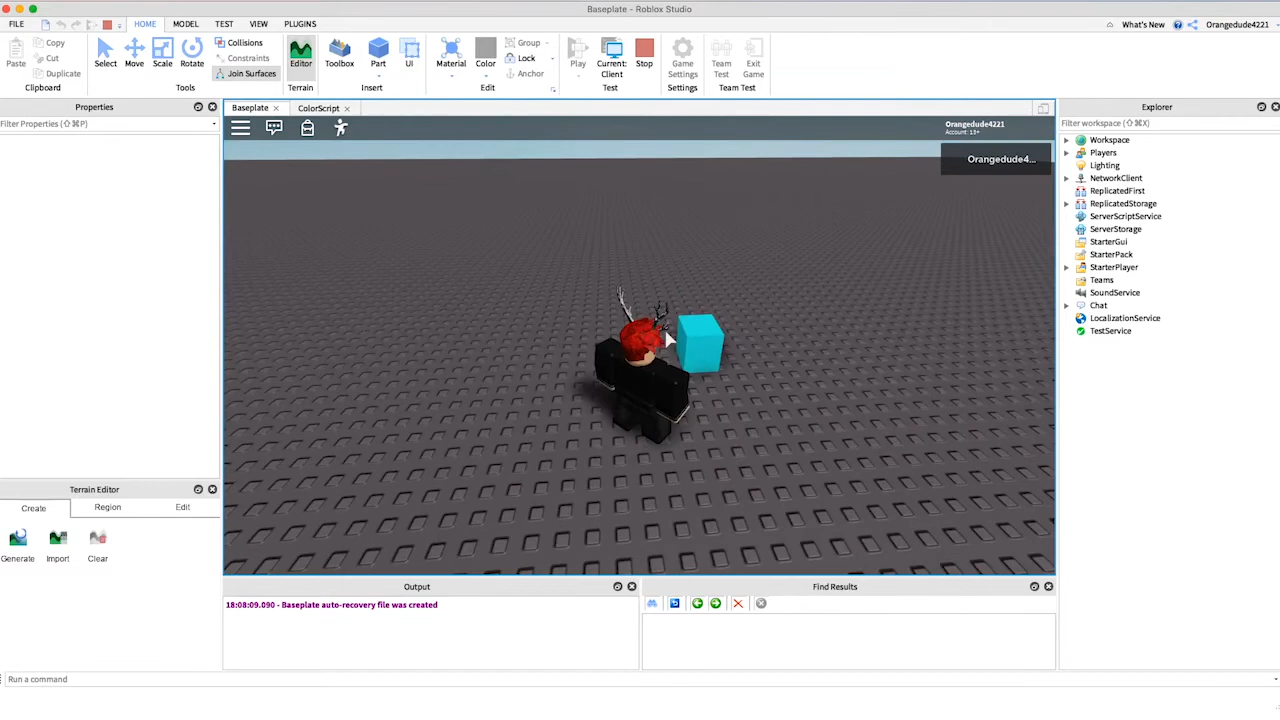 Baseplate - Roblox Studio
FILE HOME MODEL TEST VIEW PLUGINS What's New Orangedude4221
Paste Copy Cut Duplicate Select Move Scale Rotate Collisions Constraints Join Surfaces Editor Toolbox Part UI Material Color Group Lock Anchor Play Current: Client Stop Game Settings Team Test Exit Game
Clipboard Tools Terrain Insert Edit Test Settings Team Test
Properties
Filter Properties (⇧⌘P)
Terrain Editor
Create Region Edit
Generate Import Clear
Baseplate ColorScript
Orangedude4221
Account: 13+
Orangedude4...
Output
18:08:09.090 - Baseplate auto-recovery file was created
Find Results
Explorer
Filter workspace (⇧⌘X)
Workspace
Players
Lighting
NetworkClient
ReplicatedFirst
ReplicatedStorage
ServerScriptService
ServerStorage
StarterGui
StarterPack
StarterPlayer
Teams
SoundService
Chat
LocalizationService
TestService
Run a command